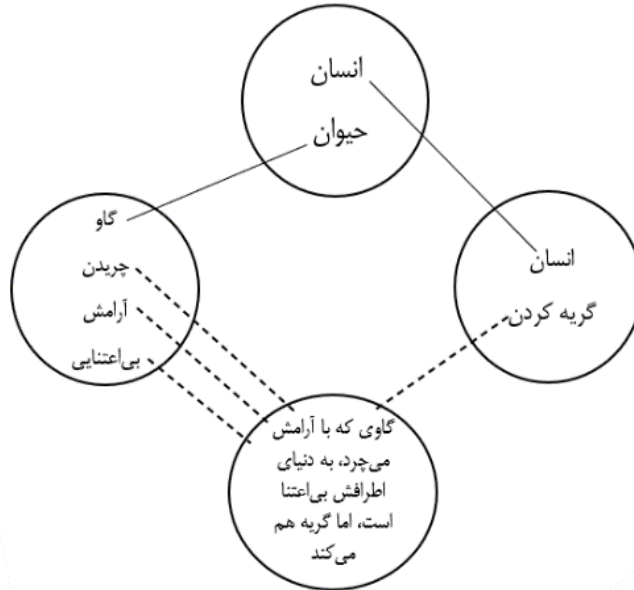 انسان
حیوان
انسان
گریه کردن
گاو
چریدن
آرامش
بی‌اعتنایی
گاوی که با آرامش
می‌چرد، به دنیای
اطرافش بی‌اعتنا
است، اما گریه هم
می‌کند